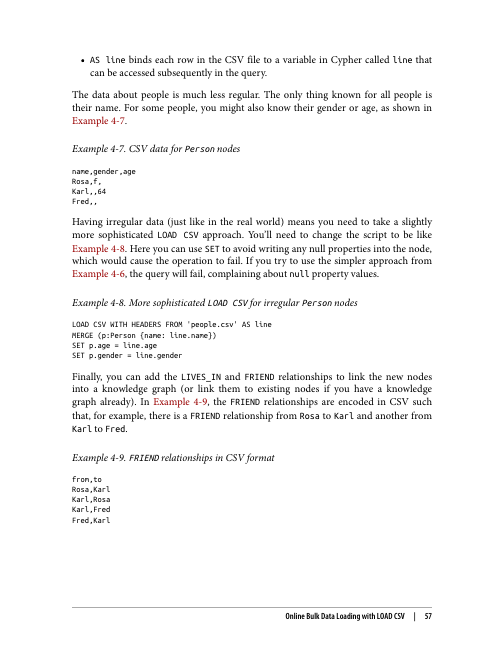 • AS line binds each row in the CSV file to a variable in Cypher called line that
can be accessed subsequently in the query.
The data about people is much less regular. The only thing known for all people is
their name. For some people, you might also know their gender or age, as shown in
Example 4-7.
Example 4-7. CSV data for Person nodes
name,gender,age
Rosa,f,
Karl,,64
Fred,,
Having irregular data (just like in the real world) means you need to take a slightly
more sophisticated LOAD CSV approach. You'll need to change the script to be like
Example 4-8. Here you can use SET to avoid writing any null properties into the node,
which would cause the operation to fail. If you try to use the simpler approach from
Example 4-6, the query will fail, complaining about null property values.
Example 4-8. More sophisticated LOAD CSV for irregular Person nodes
LOAD CSV WITH HEADERS FROM 'people.csv' AS line
MERGE (p:Person {name: line.name})
SET p.age = line.age
SET p.gender = line.gender
Finally, you can add the LIVES_IN and FRIEND relationships to link the new nodes
into a knowledge graph (or link them to existing nodes if you have a knowledge
graph already). In Example 4-9, the FRIEND relationships are encoded in CSV such
that, for example, there is a FRIEND relationship from Rosa to Karl and another from
Karl to Fred.
Example 4-9. FRIEND relationships in CSV format
from,to
Rosa,Karl
Karl,Rosa
Karl,Fred
Fred,Karl
Online Bulk Data Loading with LOAD CSV | 57